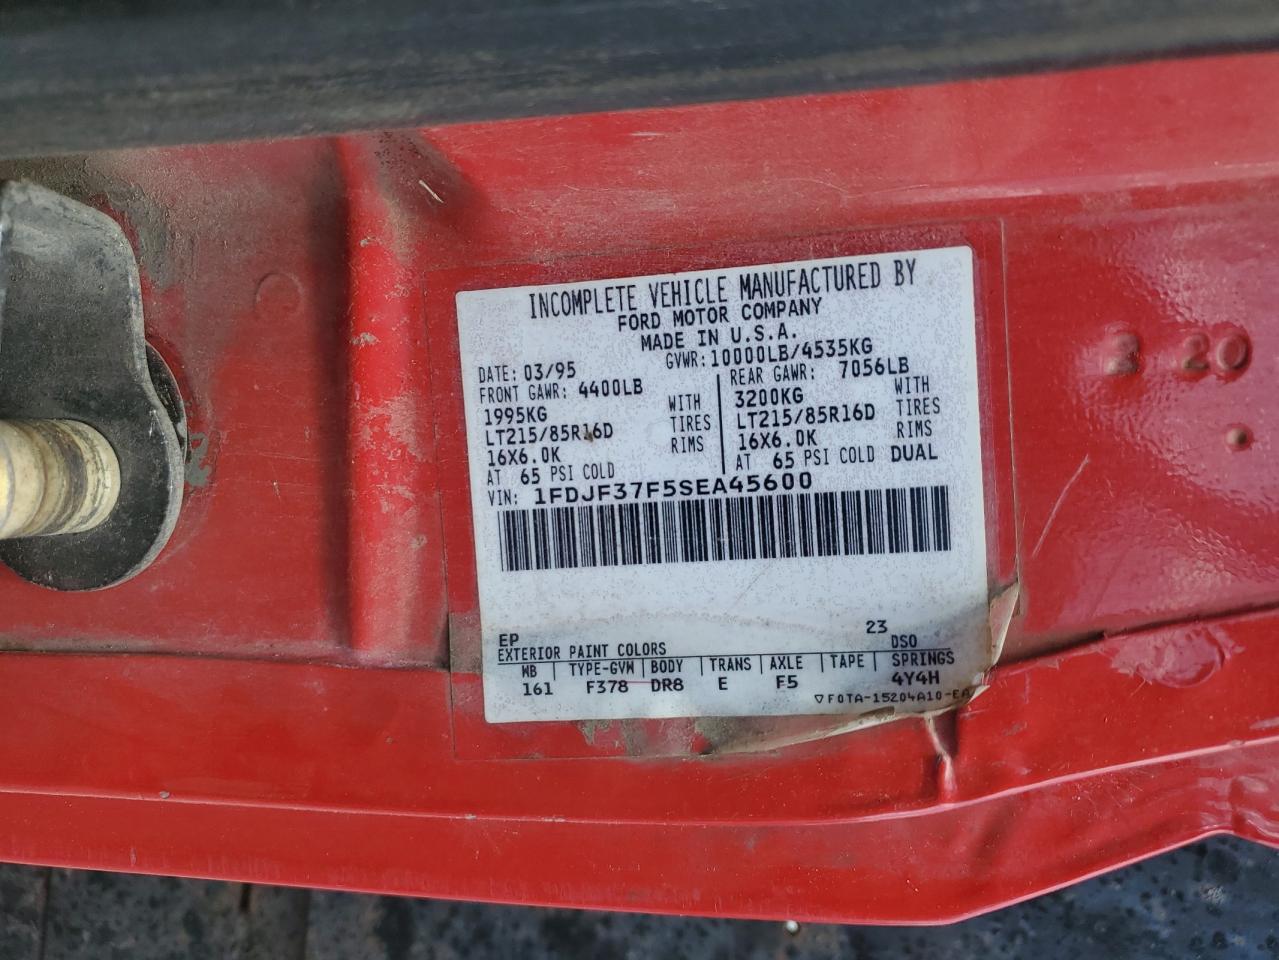 INCOMPLETE VEHICLE MANUFACTURED BY
FORD MOTOR COMPANY
MADE IN U.S.A.
DATE: 03/95 GVWR: 10000LB/4535KG
FRONT GAWR: 4400LB REAR GAWR: 7056LB
1995KG WITH 3200KG WITH
LT215/85R16D TIRES LT215/85R16D TIRES
16X6.0K RIMS 16X6.0K RIMS
AT 65 PSI COLD AT 65 PSI COLD DUAL
VIN: 1FDJF37F5SEA45600
EP 23
EXTERIOR PAINT COLORS DSO
WB TYPE-GVW BODY TRANS AXLE TAPE SPRINGS
161 F378 DR8 E F5 4Y4H
▽F0TA-15204A10-EA
2 20